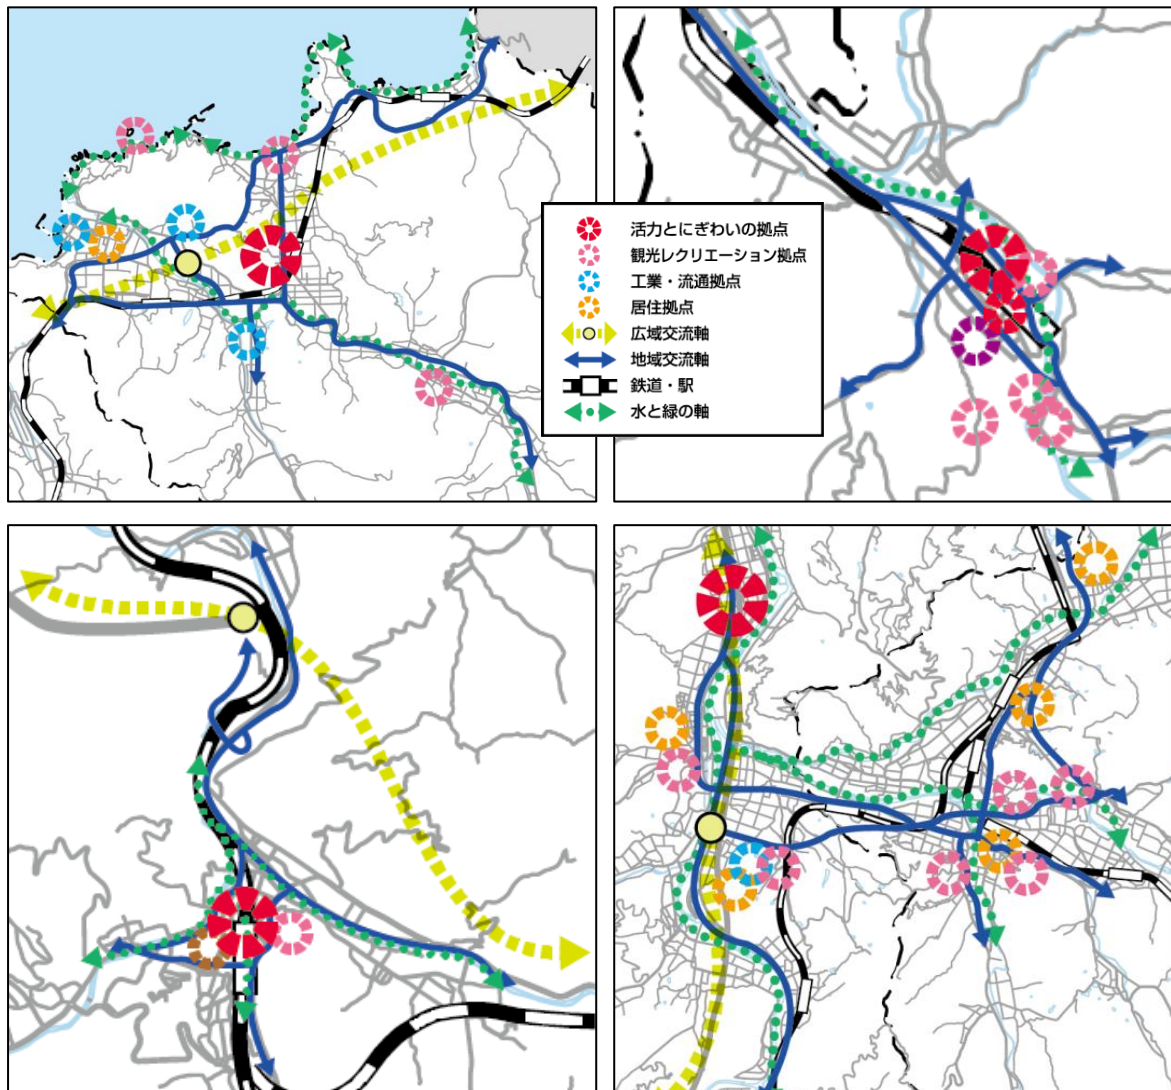 活力とにぎわいの拠点
観光レクリエーション拠点
工業・流通拠点
居住拠点
広域交流軸
地域交流軸
鉄道・駅
水と緑の軸